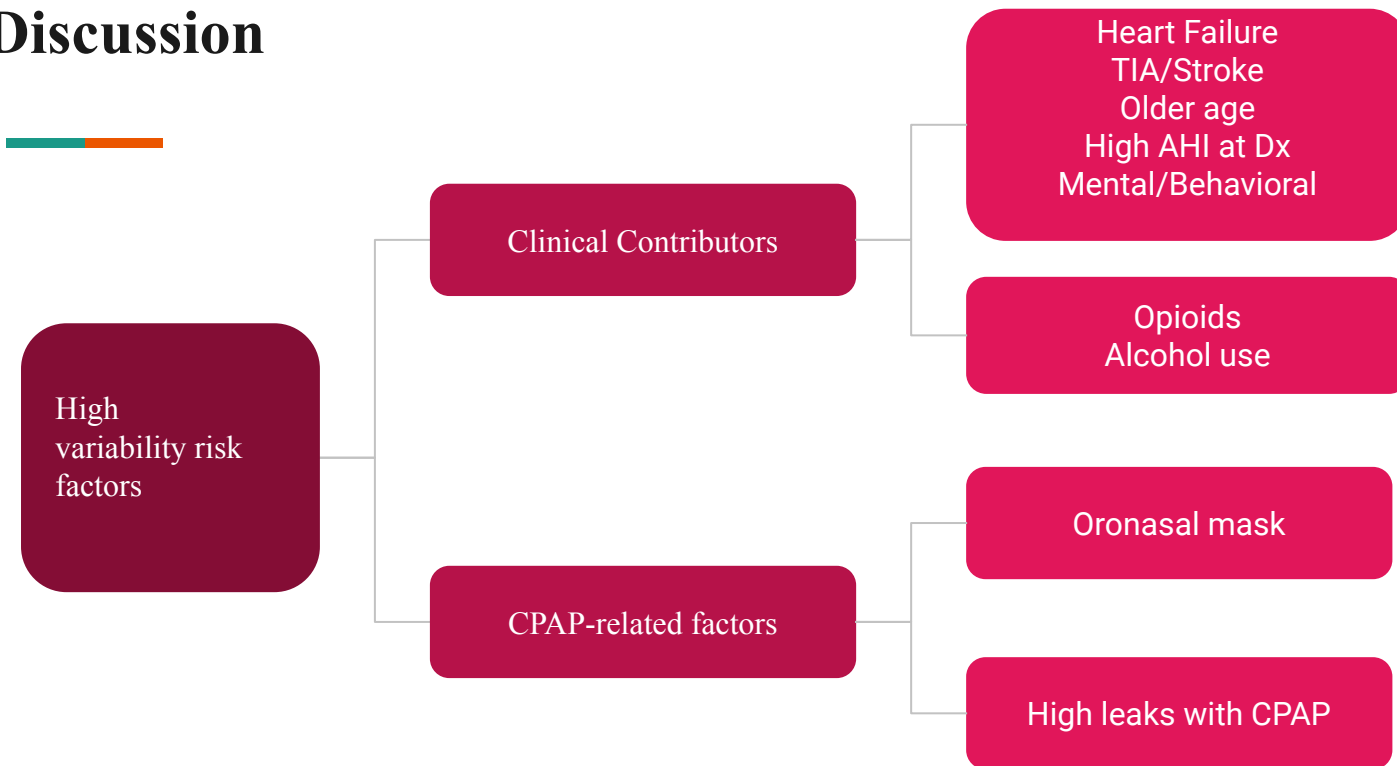 Discussion
Heart Failure
TIA/Stroke
Older age
High AHI at Dx
Mental/Behavioral
Clinical Contributors
Opioids
Alcohol use
High
variability risk
factors
Oronasal mask
CPAP-related factors
High leaks with CPAP